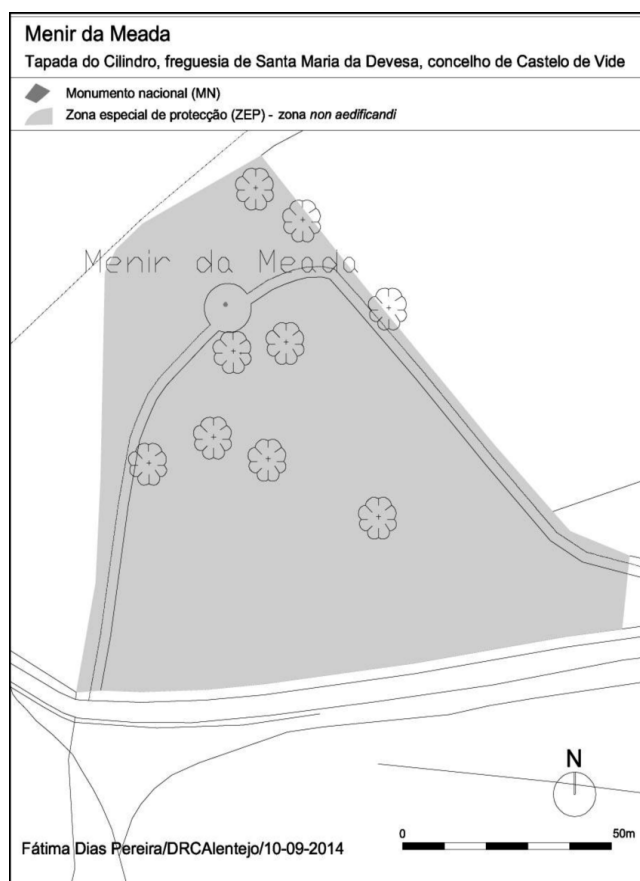 Menir da Meada
Tapada do Cilindro, freguesia de Santa Maria da Devesa, concelho de Castelo de Vide
Monumento nacional (MN)
Zona especial de protecção (ZEP) - zona non aedificandi
Menir da Meada
N
0 50m
Fátima Dias Pereira/DRCAlentejo/10-09-2014